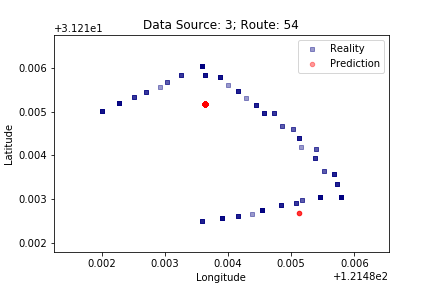 Data Source: 3; Route: 54
+3.121e1
Reality
Prediction
0.006
0.005
0.004
0.003
0.002
Latitude
0.002 0.003 0.004 0.005 0.006
Longitude
+1.2148e2